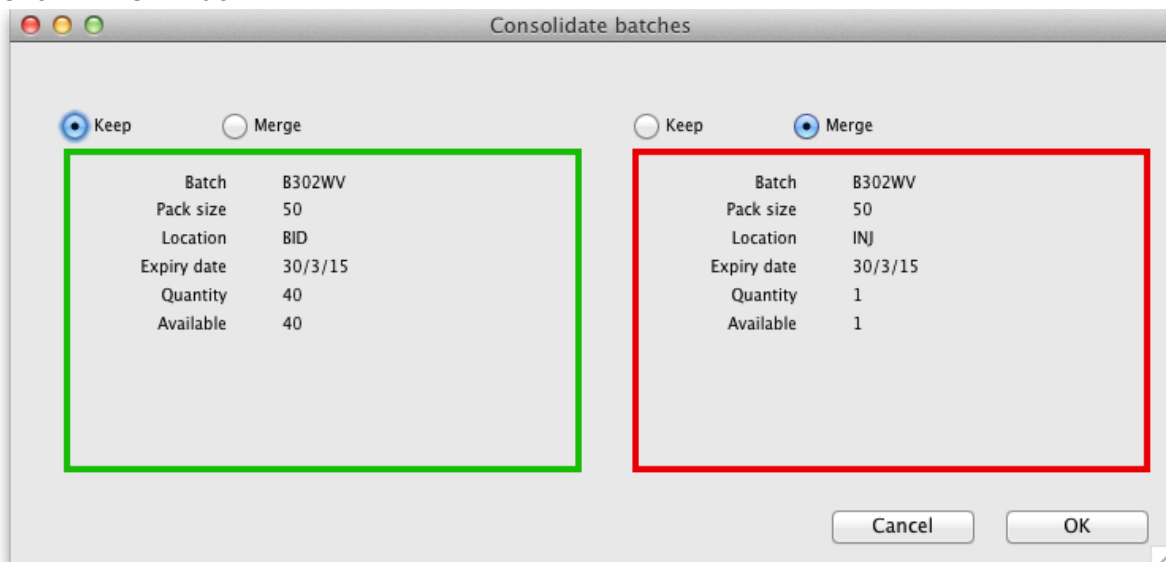 Consolidate batches
Keep Merge
Batch B302WV
Pack size 50
Location BID
Expiry date 30/3/15
Quantity 40
Available 40
Keep Merge
Batch B302WV
Pack size 50
Location INJ
Expiry date 30/3/15
Quantity 1
Available 1
Cancel OK